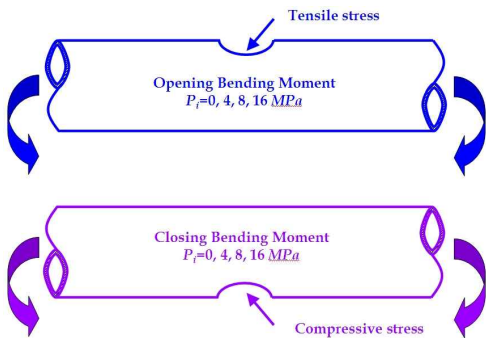 Tensile stress
Opening Bending Moment
Pi=0, 4, 8, 16 MPa
Closing Bending Moment
Pi=0, 4, 8, 16 MPa
Compressive stress